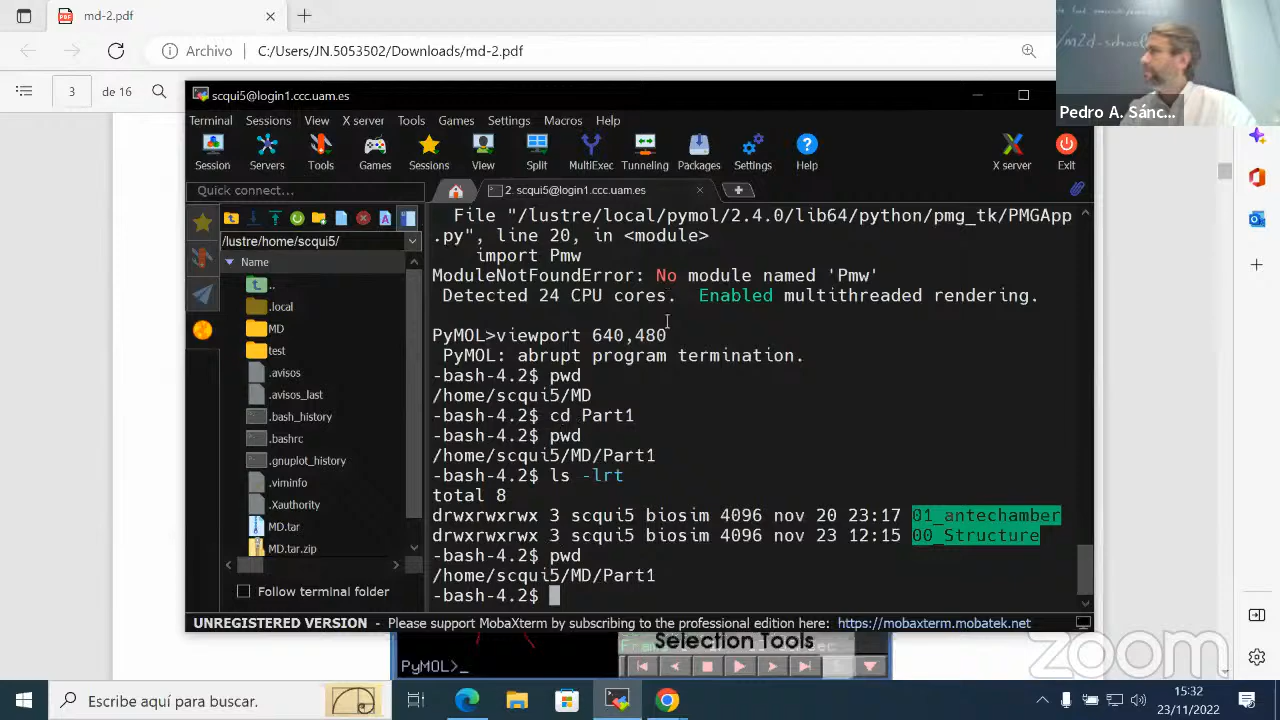 md-2.pdf
Archivo
C:/Users/JN.5053502/Downloads/md-2.pdf
3
de 16
/m2d-school
Pedro A. Sánc...
scqui5@login1.ccc.uam.es
Terminal Sessions View X server Tools Games Settings Macros Help
Session Servers Tools Games Sessions View Split MultiExec Tunneling Packages Settings Help X server Exit
Quick connect...
2. scqui5@login1.ccc.uam.es
/lustre/home/scqui5/
Name
..
.local
MD
test
.avisos
.avisos_last
.bash_history
.bashrc
.gnuplot_history
.viminfo
.Xauthority
MD.tar
MD.tar.zip
Follow terminal folder
File "/lustre/local/pymol/2.4.0/lib64/python/pmg_tk/PMGApp
.py", line 20, in <module>
import Pmw
ModuleNotFoundError: No module named 'Pmw'
Detected 24 CPU cores. Enabled multithreaded rendering.
PyMOL>viewport 640,480
PyMOL: abrupt program termination.
-bash-4.2$ pwd
/home/scqui5/MD
-bash-4.2$ cd Part1
-bash-4.2$ pwd
/home/scqui5/MD/Part1
-bash-4.2$ ls -lrt
total 8
drwxrwxrwx 3 scqui5 biosim 4096 nov 20 23:17 01_antechamber
drwxrwxrwx 3 scqui5 biosim 4096 nov 23 12:15 00_Structure
-bash-4.2$ pwd
/home/scqui5/MD/Part1
-bash-4.2$
UNREGISTERED VERSION - Please support MobaXterm by subscribing to the professional edition here: https://mobaxterm.mobatek.net
Selection Tools
PyMOL>_
zoom
Escribe aquí para buscar.
15:32
23/11/2022